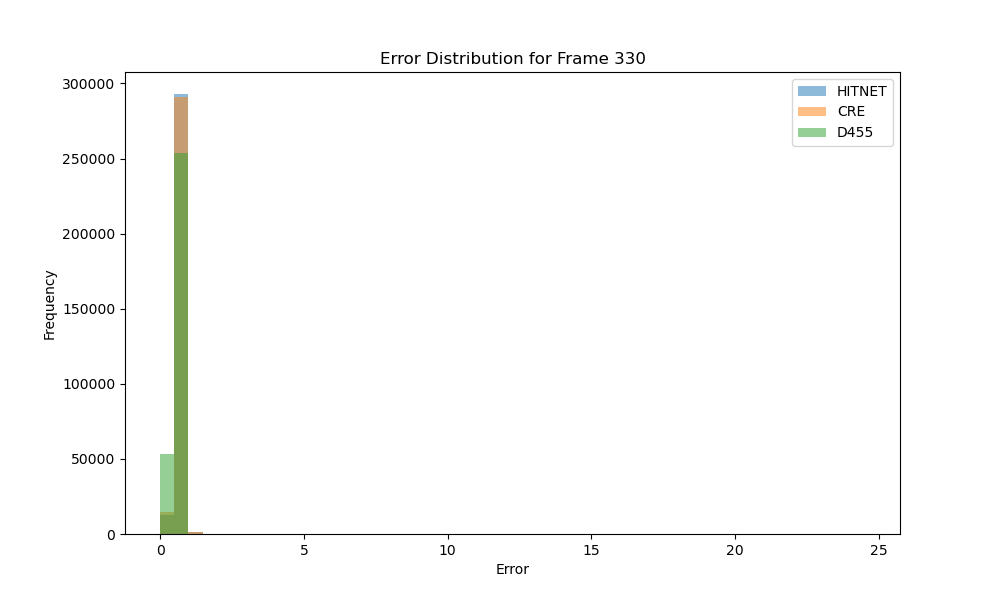 Error Distribution for Frame 330
HITNET
CRE
D455
300000
250000
200000
150000
100000
50000
0
Frequency
0 5 10 15 20 25
Error